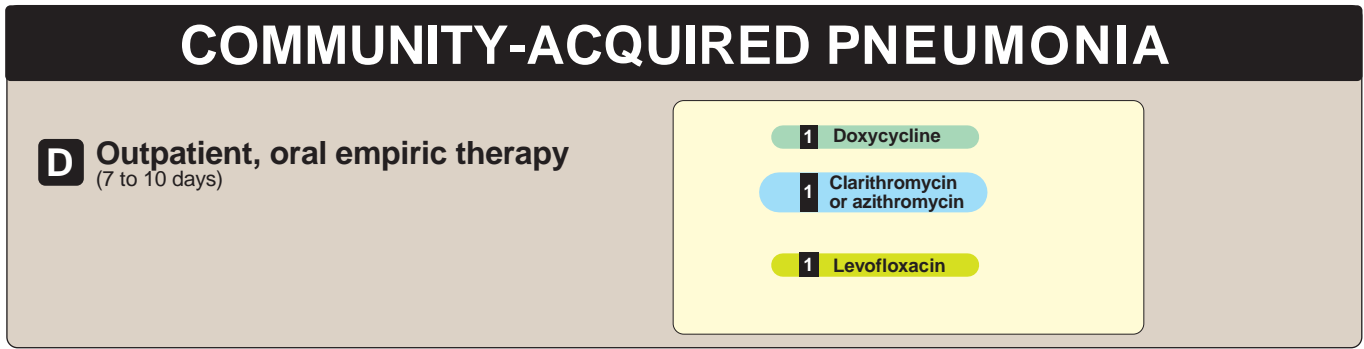 COMMUNITY-ACQUIRED PNEUMONIA
D Outpatient, oral empiric therapy
(7 to 10 days)
1 Doxycycline
1 Clarithromycin
or azithromycin
1 Levofloxacin